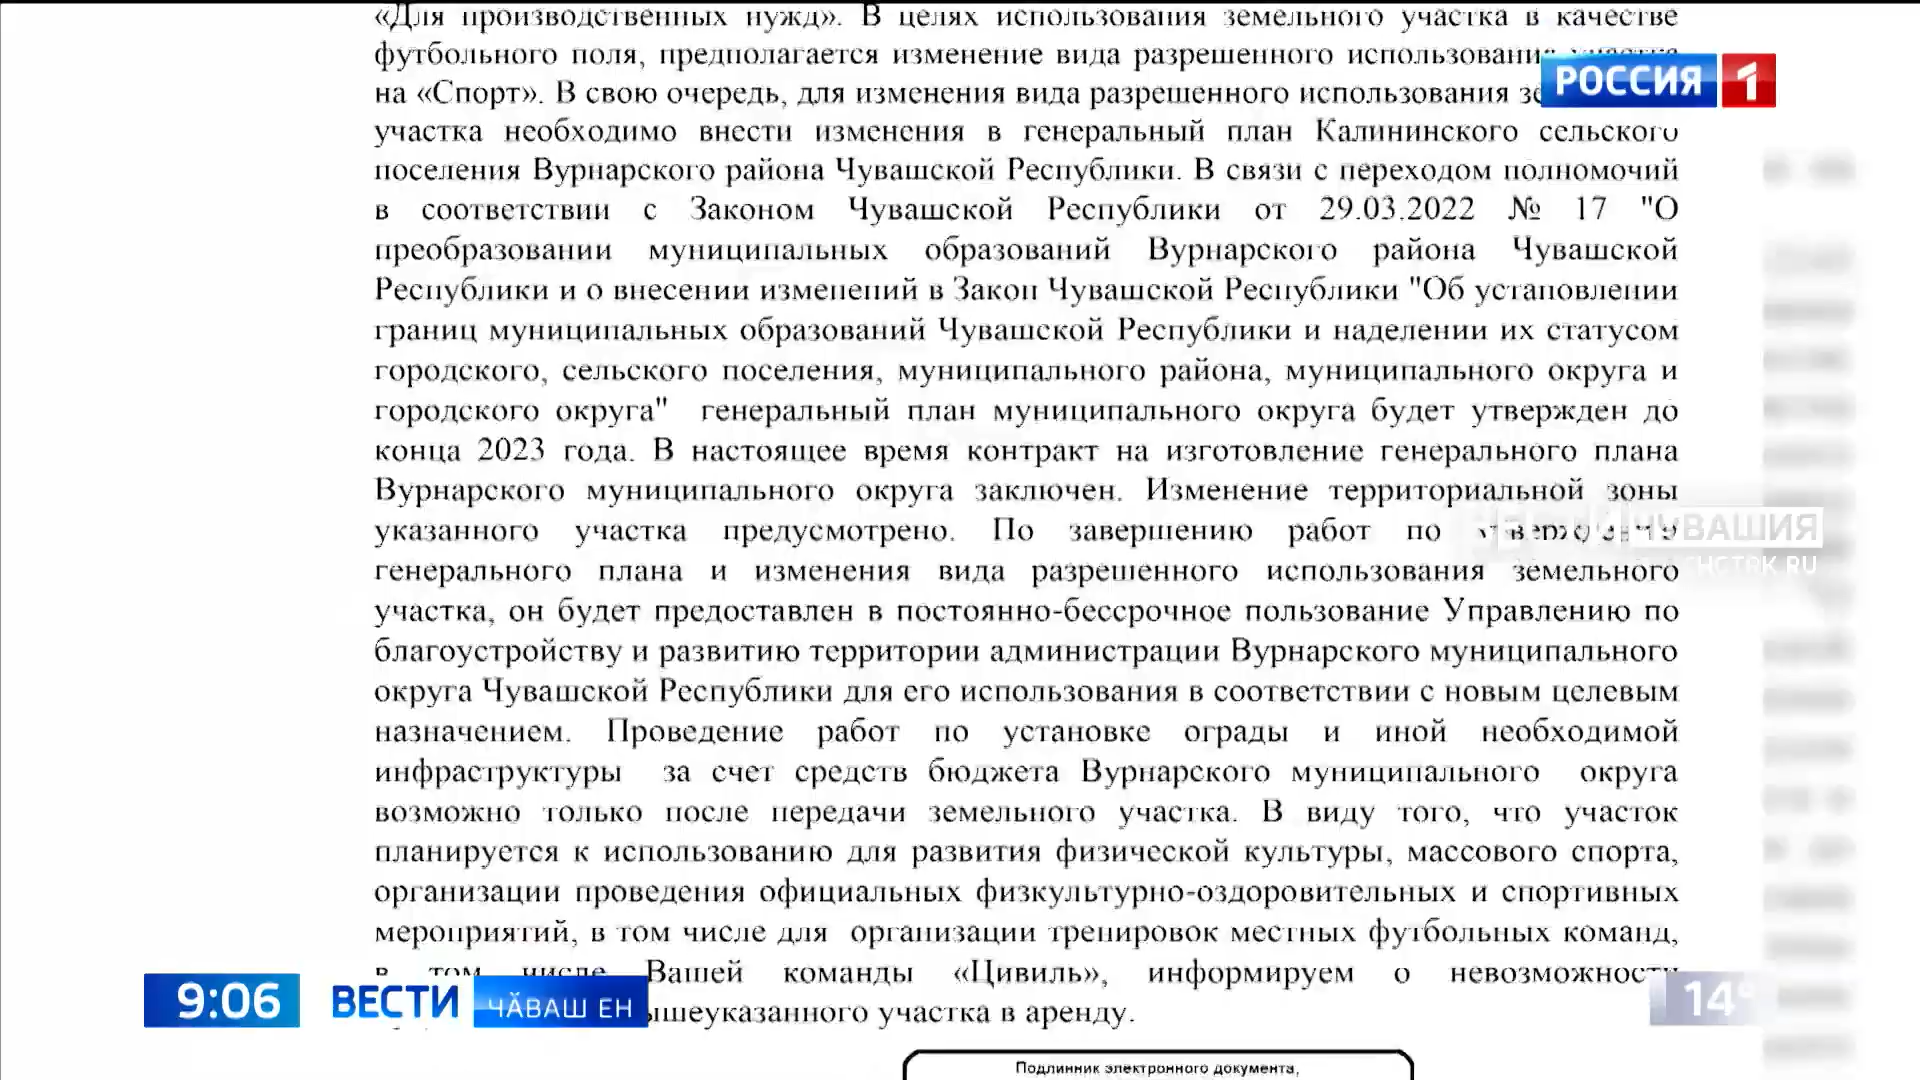 «Для производственных нужд». В целях использования земельного участка в качестве
футбольного поля, предполагается изменение вида разрешенного использования участка
на «Спорт». В свою очередь, для изменения вида разрешенного использования
участка необходимо внести изменения в генеральный план Калининского сельского
поселения Вурнарского района Чувашской Республики. В связи с переходом полномочий
в соответствии с Законом Чувашской Республики от 29.03.2022 № 17 "О
преобразовании муниципальных образований Вурнарского района Чувашской
Республики и о внесении изменений в Закон Чувашской Республики "Об установлении
границ муниципальных образований Чувашской Республики и наделении их статусом
городского, сельского поселения, муниципального района, муниципального округа и
городского округа" генеральный план муниципального округа будет утвержден до
конца 2023 года. В настоящее время контракт на изготовление генерального плана
Вурнарского муниципального округа заключен. Изменение территориальной зоны
указанного участка предусмотрено. По завершению работ по утверждению
генерального плана и изменения вида разрешенного использования земельного
участка, он будет предоставлен в постоянно-бессрочное пользование Управлению по
благоустройству и развитию территории администрации Вурнарского муниципального
округа Чувашской Республики для его использования в соответствии с новым целевым
назначением. Проведение работ по установке ограды и иной необходимой
инфраструктуры за счет средств бюджета Вурнарского муниципального округа
возможно только после передачи земельного участка. В виду того, что участок
планируется к использованию для развития физической культуры, массового спорта,
организации проведения официальных физкультурно-оздоровительных и спортивных
мероприятий, в том числе для организации тренировок местных футбольных команд,
в том числе Вашей команды «Цивиль», информируем о невозможности
ышеуказанного участка в аренду.
Подлинник электронного документа,
РОССИЯ 1
ВЕСТИ ЧУВАШИЯ
CHGTRK.RU
9:06 ВЕСТИ ЧӐВАШ ЕН
14°